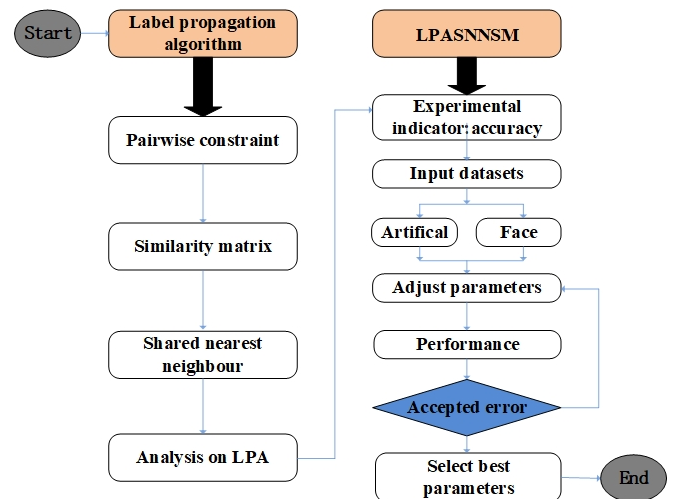 Start
Label propagation
algorithm
Pairwise constraint
Similarity matrix
Shared nearest
neighbour
Analysis on LPA
LPASNNSM
Experimental
indicator:accuracy
Input datasets
Artifical
Face
Adjust parameters
Performance
Accepted error
Select best
parameters
End